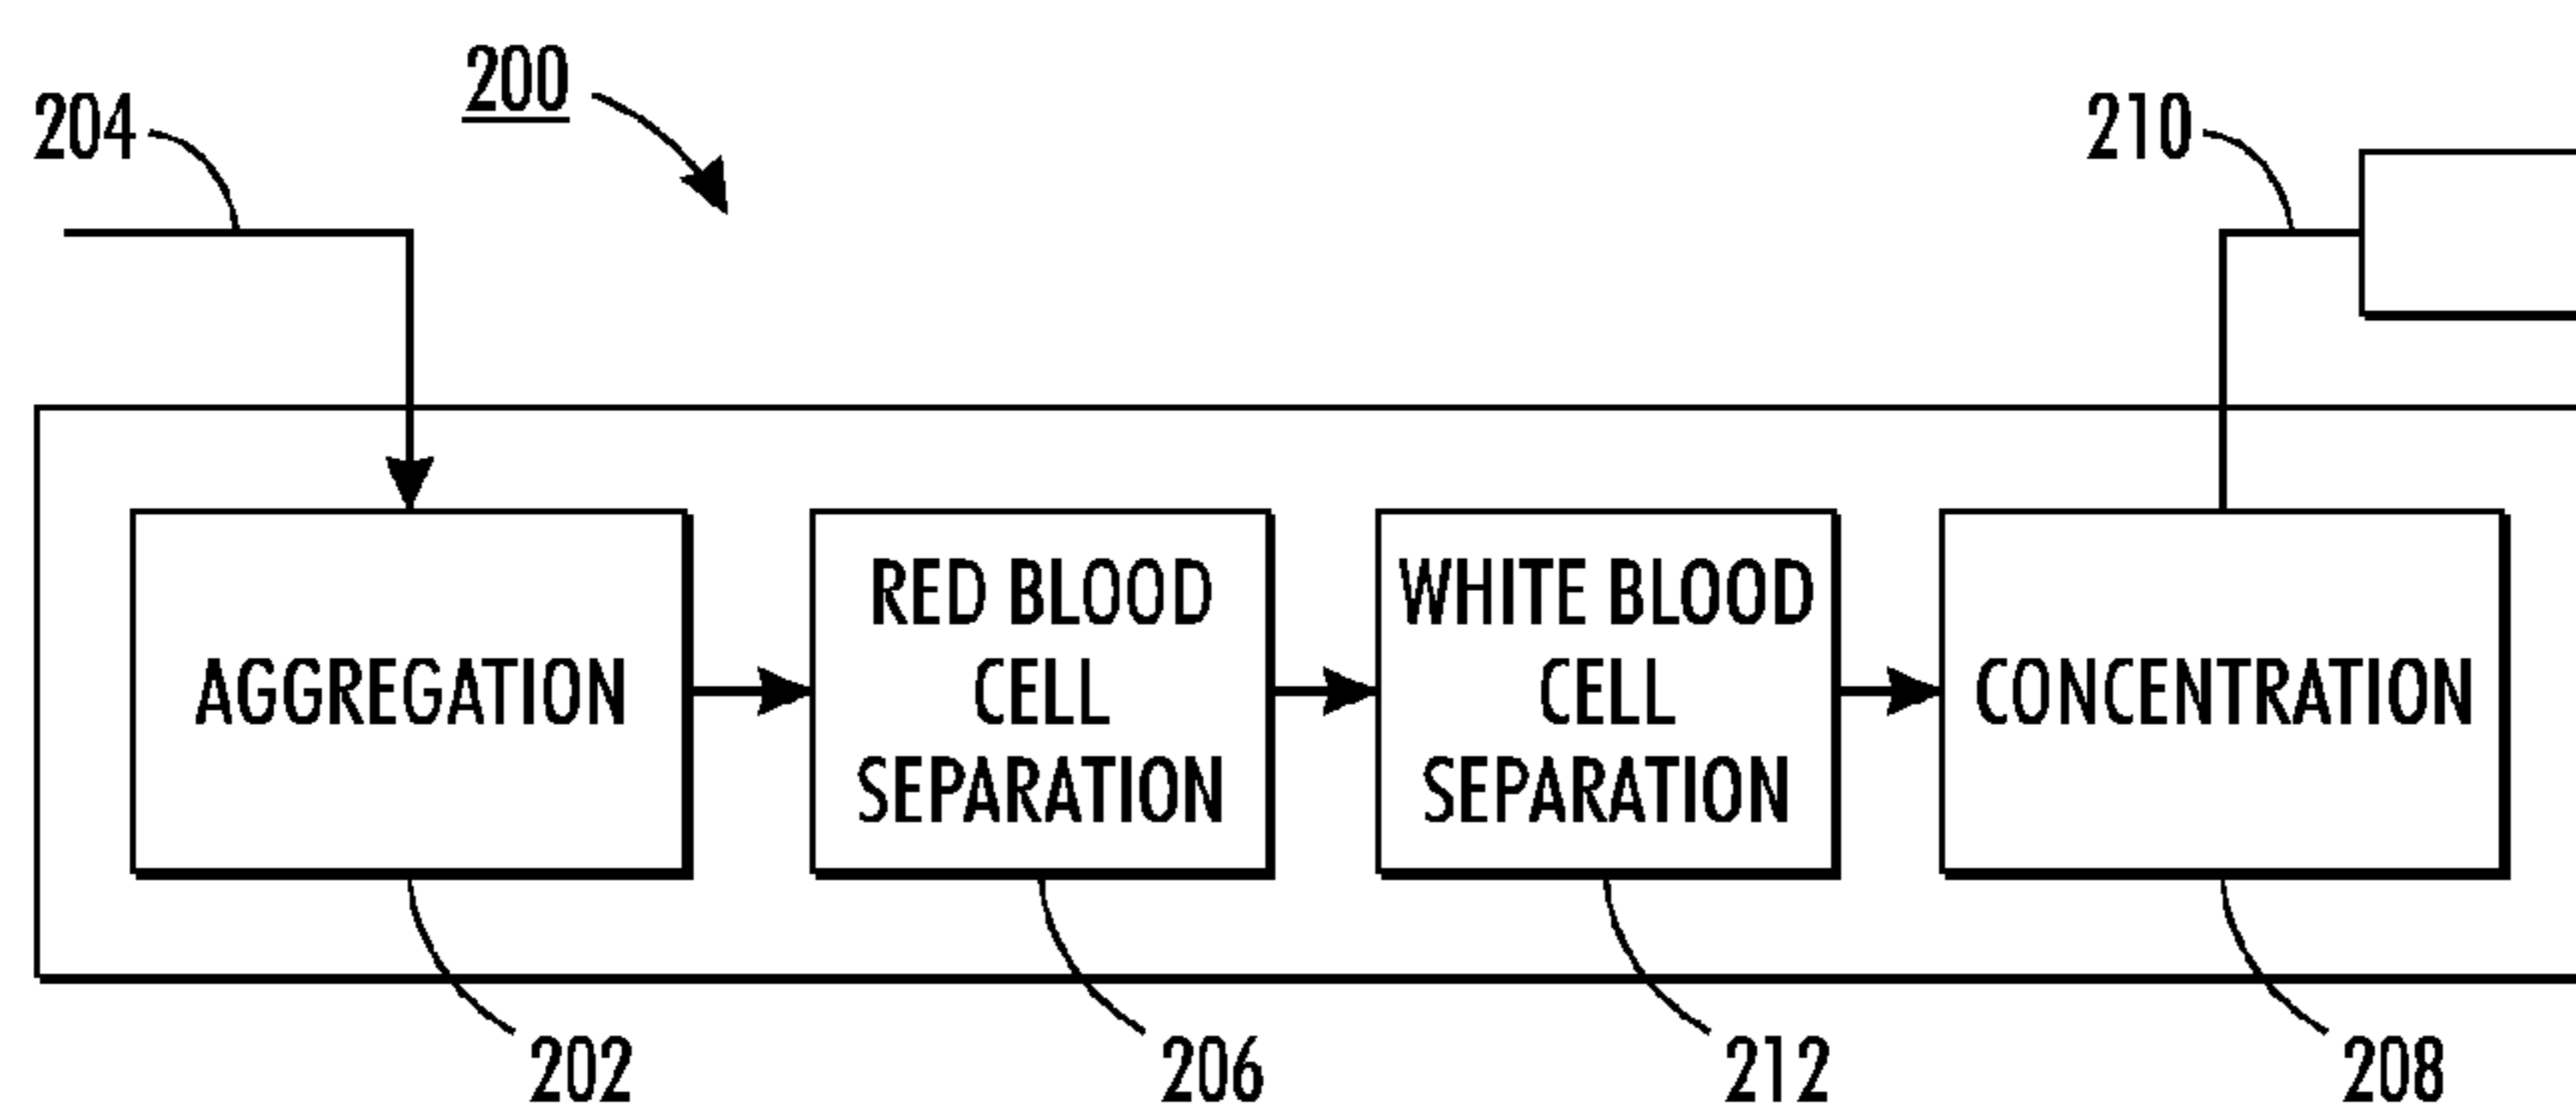 200
204
210
AGGREGATION
RED BLOOD
CELL
SEPARATION
WHITE BLOOD
CELL
SEPARATION
CONCENTRATION
202
206
212
208